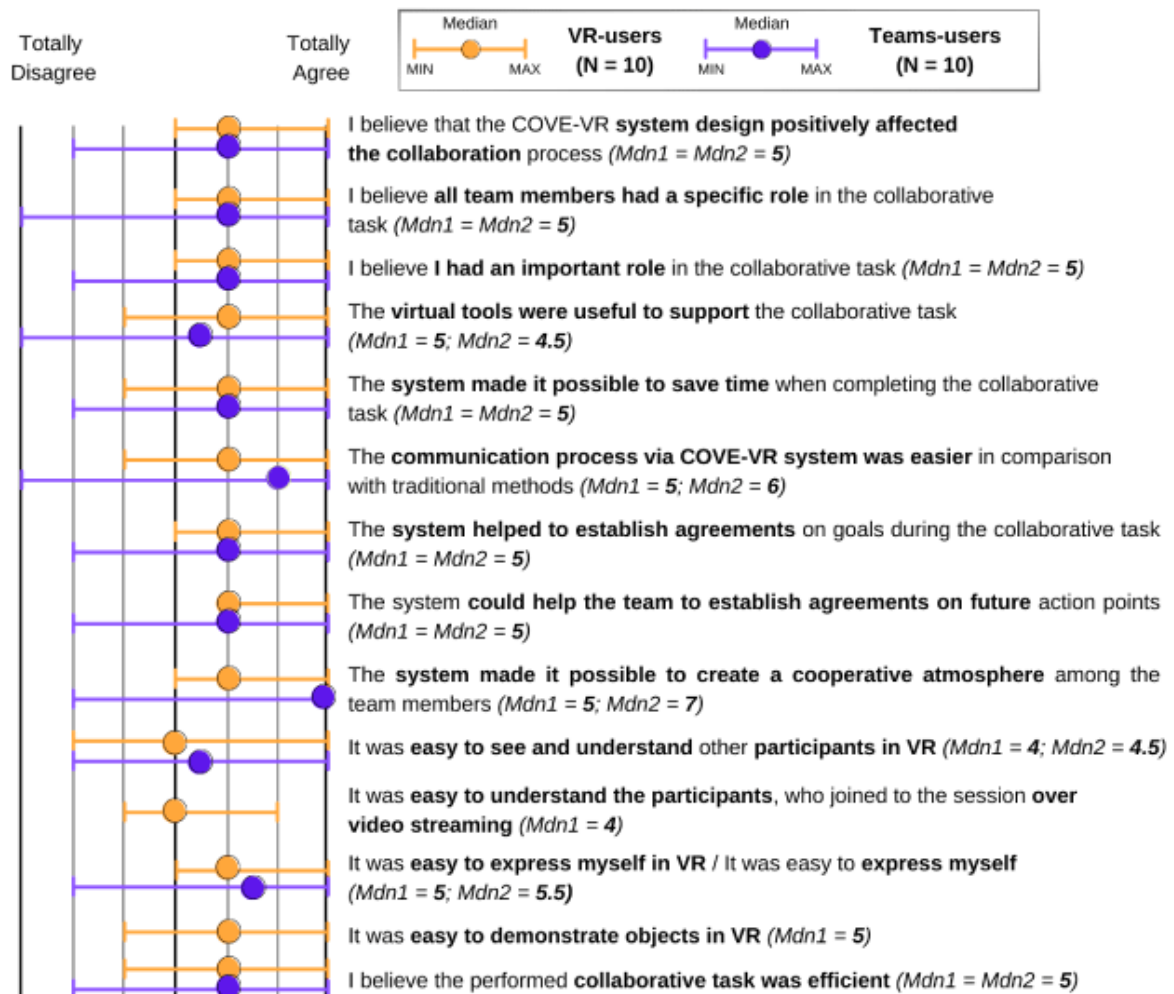 Totally
Disagree
Totally
Agree
Median
MIN
MAX
VR-users
(N = 10)
Median
MIN
MAX
Teams-users
(N = 10)
I believe that the COVE-VR system design positively affected
the collaboration process (Mdn1 = Mdn2 = 5)
I believe all team members had a specific role in the collaborative
task (Mdn1 = Mdn2 = 5)
I believe I had an important role in the collaborative task (Mdn1 = Mdn2 = 5)
The virtual tools were useful to support the collaborative task
(Mdn1 = 5; Mdn2 = 4.5)
The system made it possible to save time when completing the collaborative
task (Mdn1 = Mdn2 = 5)
The communication process via COVE-VR system was easier in comparison
with traditional methods (Mdn1 = 5; Mdn2 = 6)
The system helped to establish agreements on goals during the collaborative task
(Mdn1 = Mdn2 = 5)
The system could help the team to establish agreements on future action points
(Mdn1 = Mdn2 = 5)
The system made it possible to create a cooperative atmosphere among the
team members (Mdn1 = 5; Mdn2 = 7)
It was easy to see and understand other participants in VR (Mdn1 = 4; Mdn2 = 4.5)
It was easy to understand the participants, who joined to the session over
video streaming (Mdn1 = 4)
It was easy to express myself in VR / It was easy to express myself
(Mdn1 = 5; Mdn2 = 5.5)
It was easy to demonstrate objects in VR (Mdn1 = 5)
I believe the performed collaborative task was efficient (Mdn1 = Mdn2 = 5)